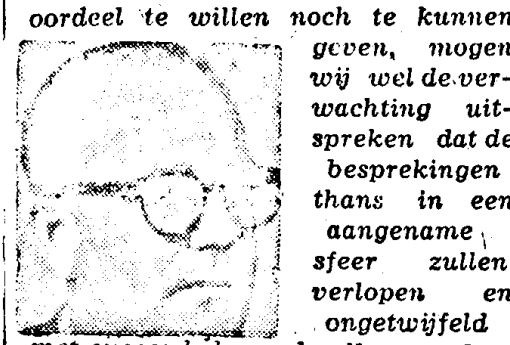 oordeel te willen noch te kunnen
geven, mogen
wij wel de ver-
wachting uit-
spreken dat de
besprekingen
thans in een
aangename
sfeer zullen
verlopen en
ongetwijfeld